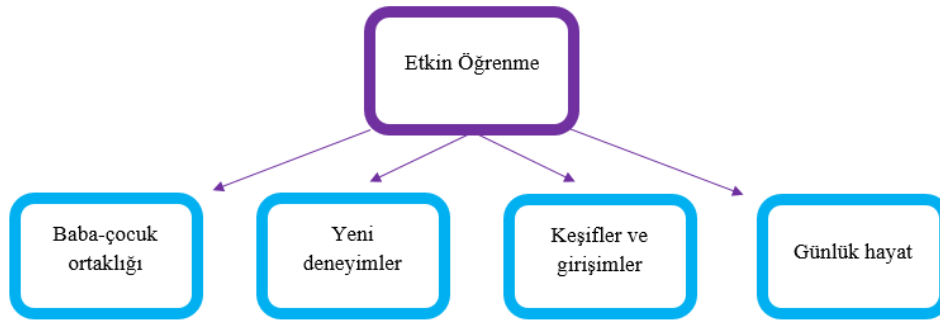 Etkin Öğrenme
Baba-çocuk
ortaklığı
Yeni
deneyimler
Keşifler ve
girişimler
Günlük hayat